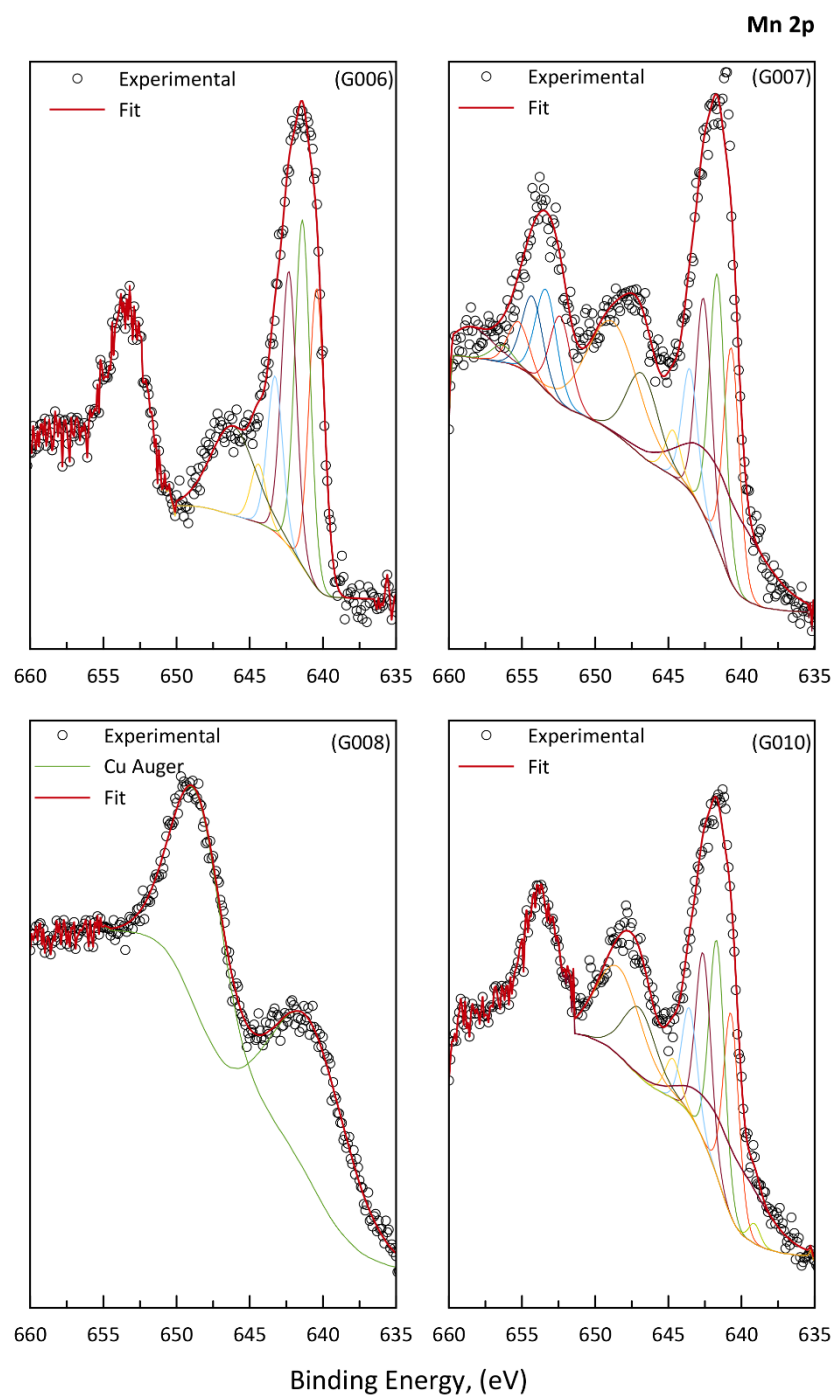 Mn 2p
Experimental (G006)
Fit
Experimental (G007)
Fit
660 655 650 645 640 635
660 655 650 645 640 635
Experimental (G008)
Cu Auger
Fit
Experimental (G010)
Fit
660 655 650 645 640 635
660 655 650 645 640 635
Binding Energy, (eV)